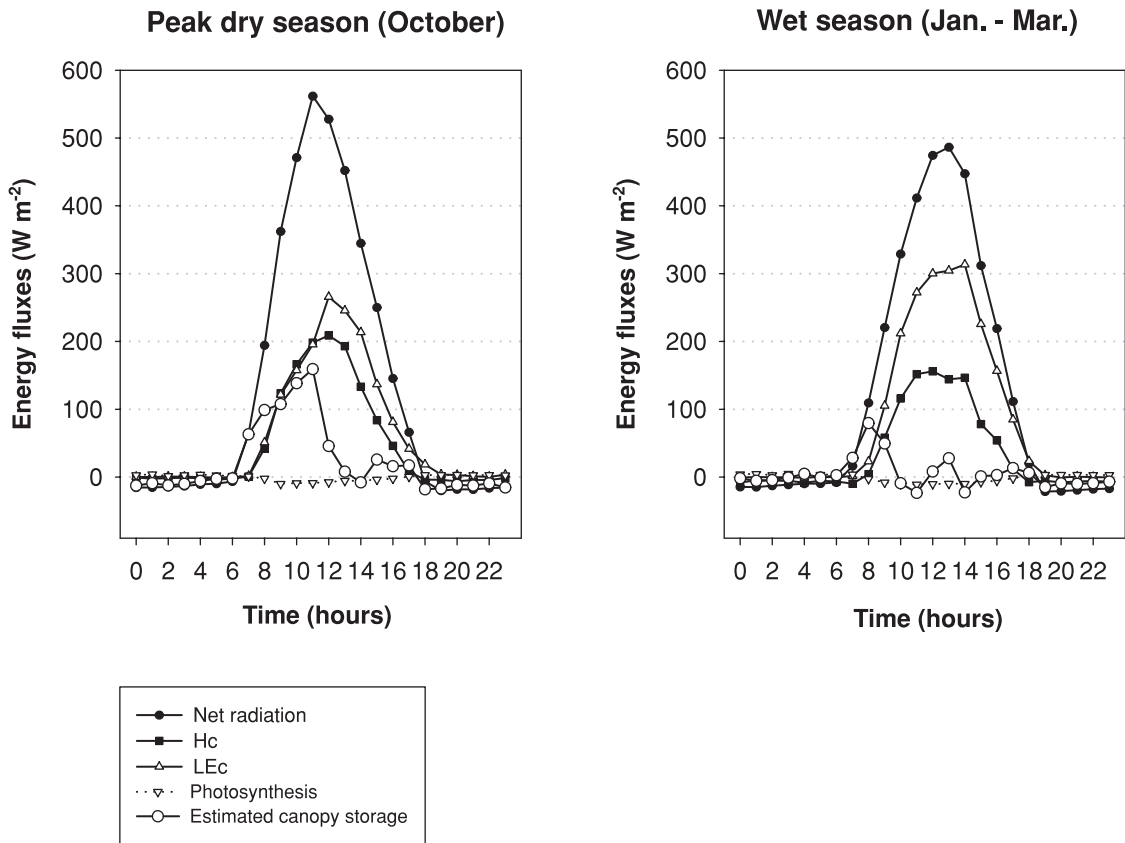 Peak dry season (October)
Wet season (Jan. - Mar.)
600
500
400
300
200
100
0
Energy fluxes (W m-2)
0 2 4 6 8 10 12 14 16 18 20 22
Time (hours)
600
500
400
300
200
100
0
Energy fluxes (W m-2)
0 2 4 6 8 10 12 14 16 18 20 22
Time (hours)
Net radiation
Hc
LEc
Photosynthesis
Estimated canopy storage